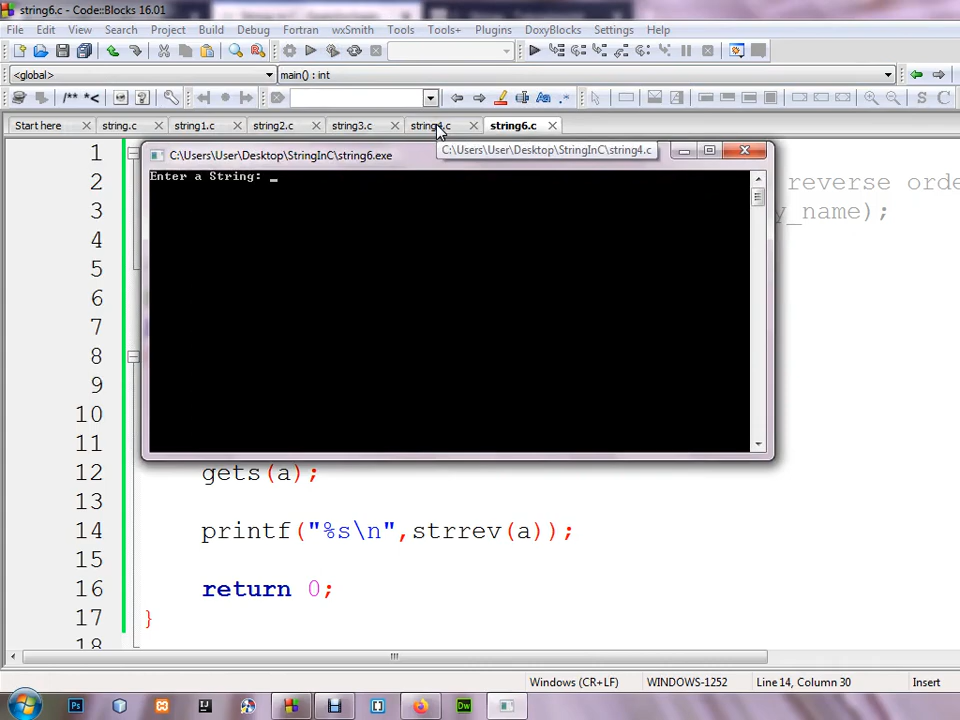 string6.c - Code::Blocks 16.01
File Edit View Search Project Build Debug Fortran wxSmith Tools Tools+ Plugins DoxyBlocks Settings Help
<global> main() : int
/** *< S C
Start here string.c string1.c string2.c string3.c string4.c string6.c
C:\Users\User\Desktop\StringInC\string4.c
C:\Users\User\Desktop\StringInC\string6.exe
Enter a String: _
1
2 reverse orde
3 y_name);
4
5
6
7
8
9
10
11
12 gets(a);
13
14 printf("%s\n",strrev(a));
15
16 return 0;
17 }
18
Windows (CR+LF) WINDOWS-1252 Line 14, Column 30 Insert
Ps Dw